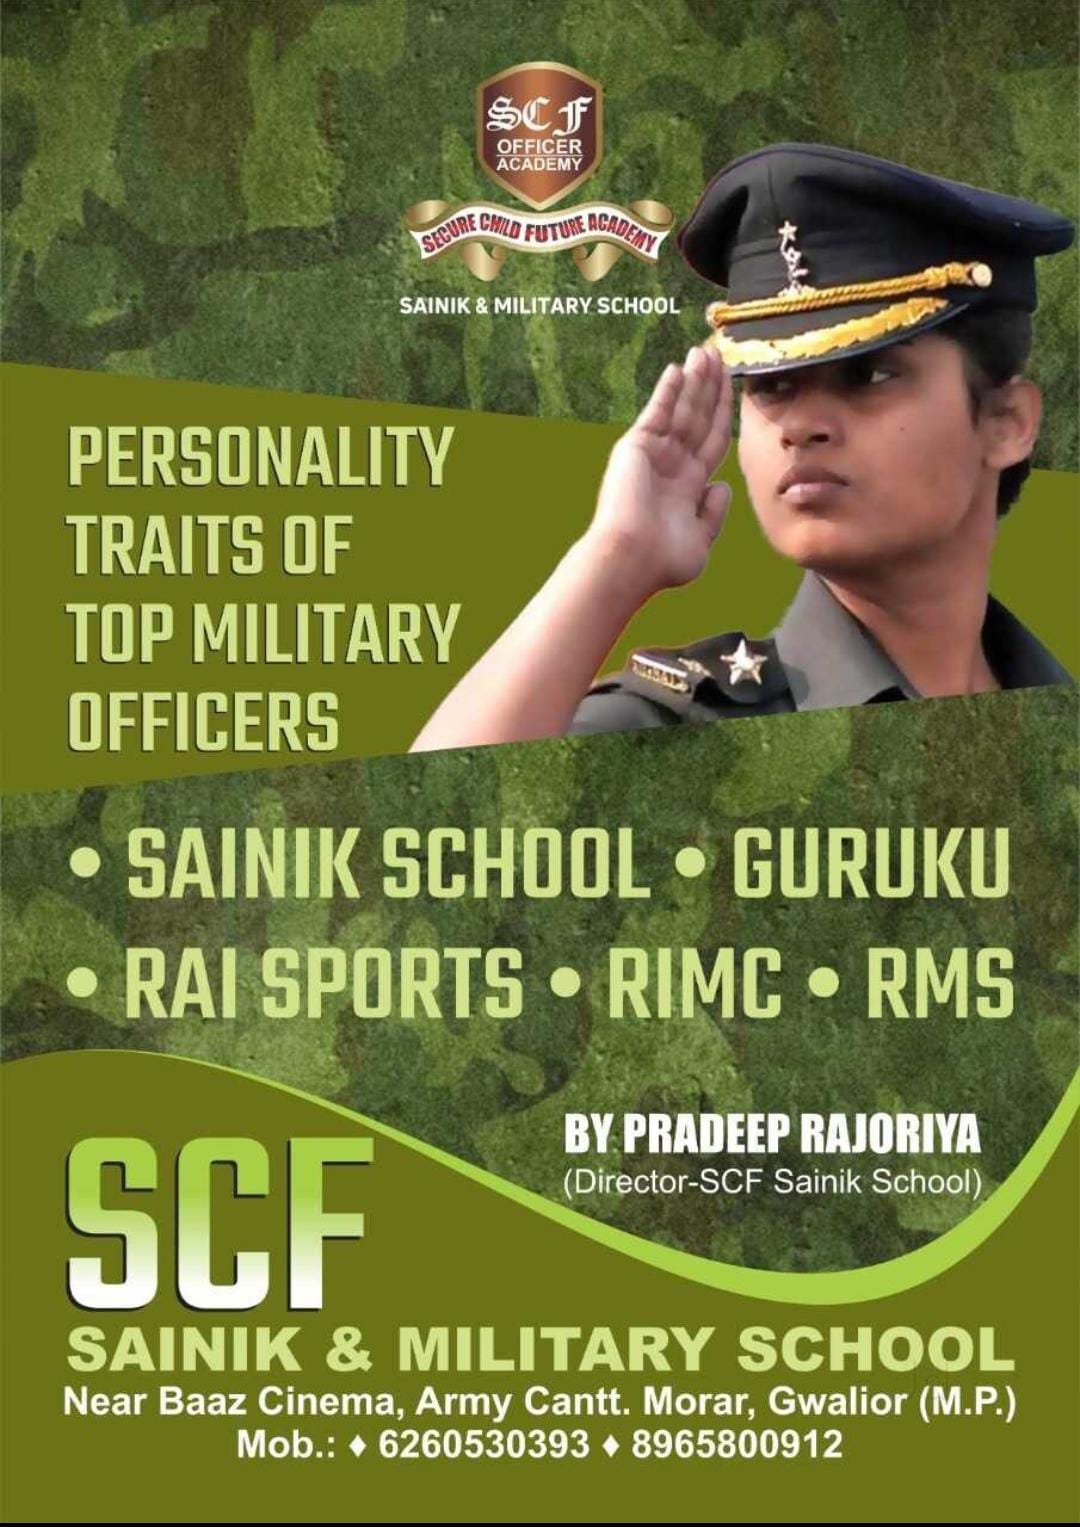 SCF
OFFICER
ACADEMY
SECURE CHILD FUTURE ACADEMY
SAINIK & MILITARY SCHOOL
PERSONALITY
TRAITS OF
TOP MILITARY
OFFICERS
• SAINIK SCHOOL • GURUKU
• RAI SPORTS • RIMC • RMS
BY PRADEEP RAJORIYA
(Director-SCF Sainik School)
SCF
SAINIK & MILITARY SCHOOL
Near Baaz Cinema, Army Cantt. Morar, Gwalior (M.P.)
Mob.: ♦ 6260530393 ♦ 8965800912